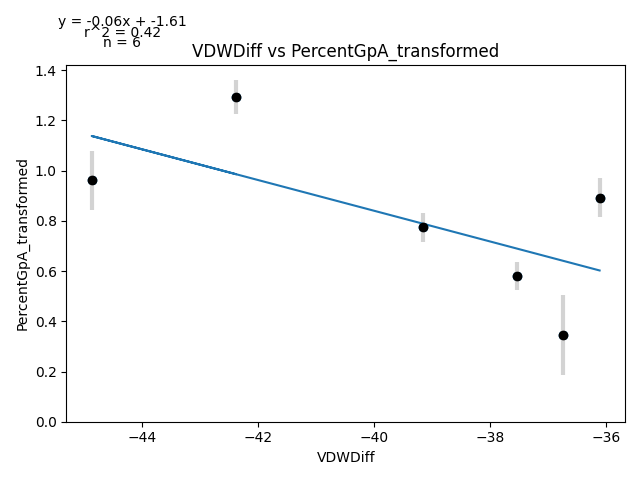 y = -0.06x + -1.61
r^2 = 0.42
n = 6
VDWDiff vs PercentGpA_transformed
PercentGpA_transformed
1.4
1.2
1.0
0.8
0.6
0.4
0.2
0.0
−44
−42
−40
−38
−36
VDWDiff